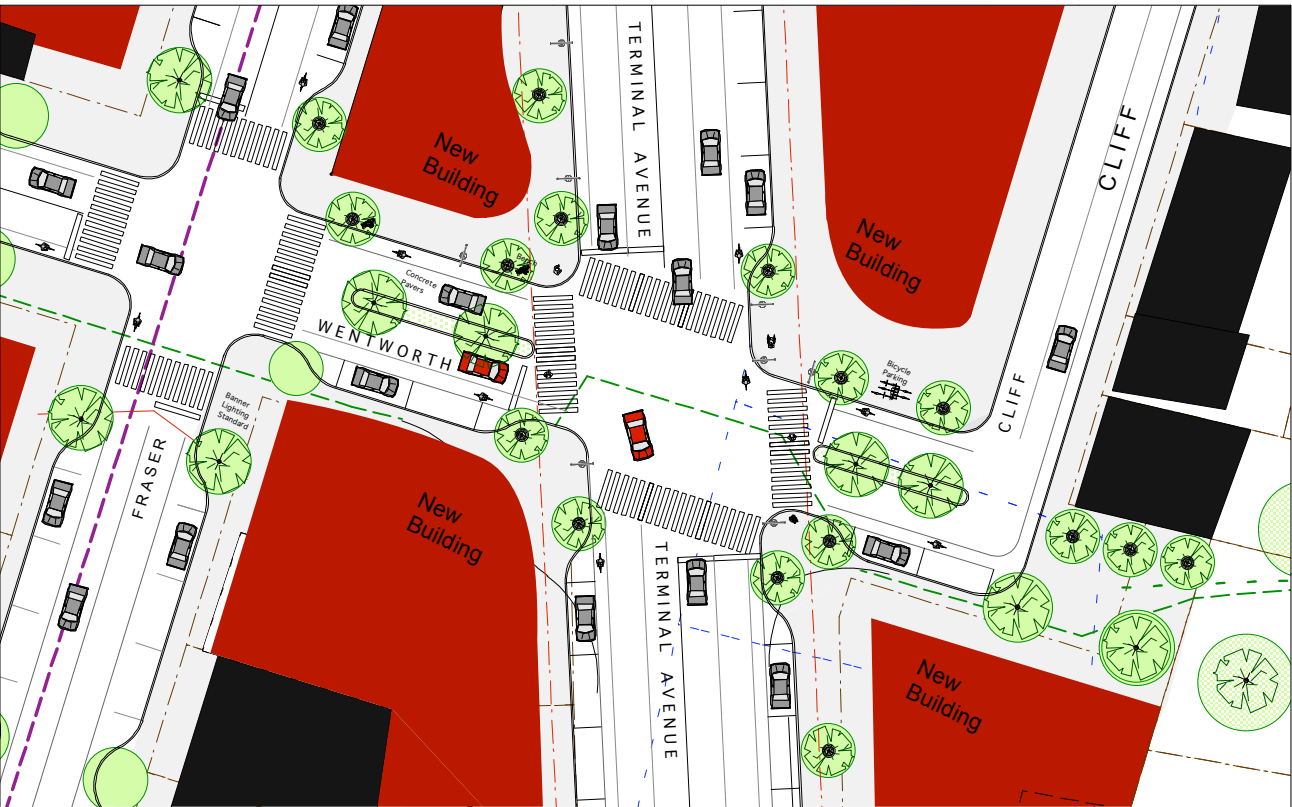 TERMINAL AVENUE
New
Building
CLIFF
New
Building
Concrete
Pavers
WENTWORTH
Bicycle
Parking
CLIFF
Banner
Lighting
Standard
FRASER
New
Building
TERMINAL AVENUE
New
Building